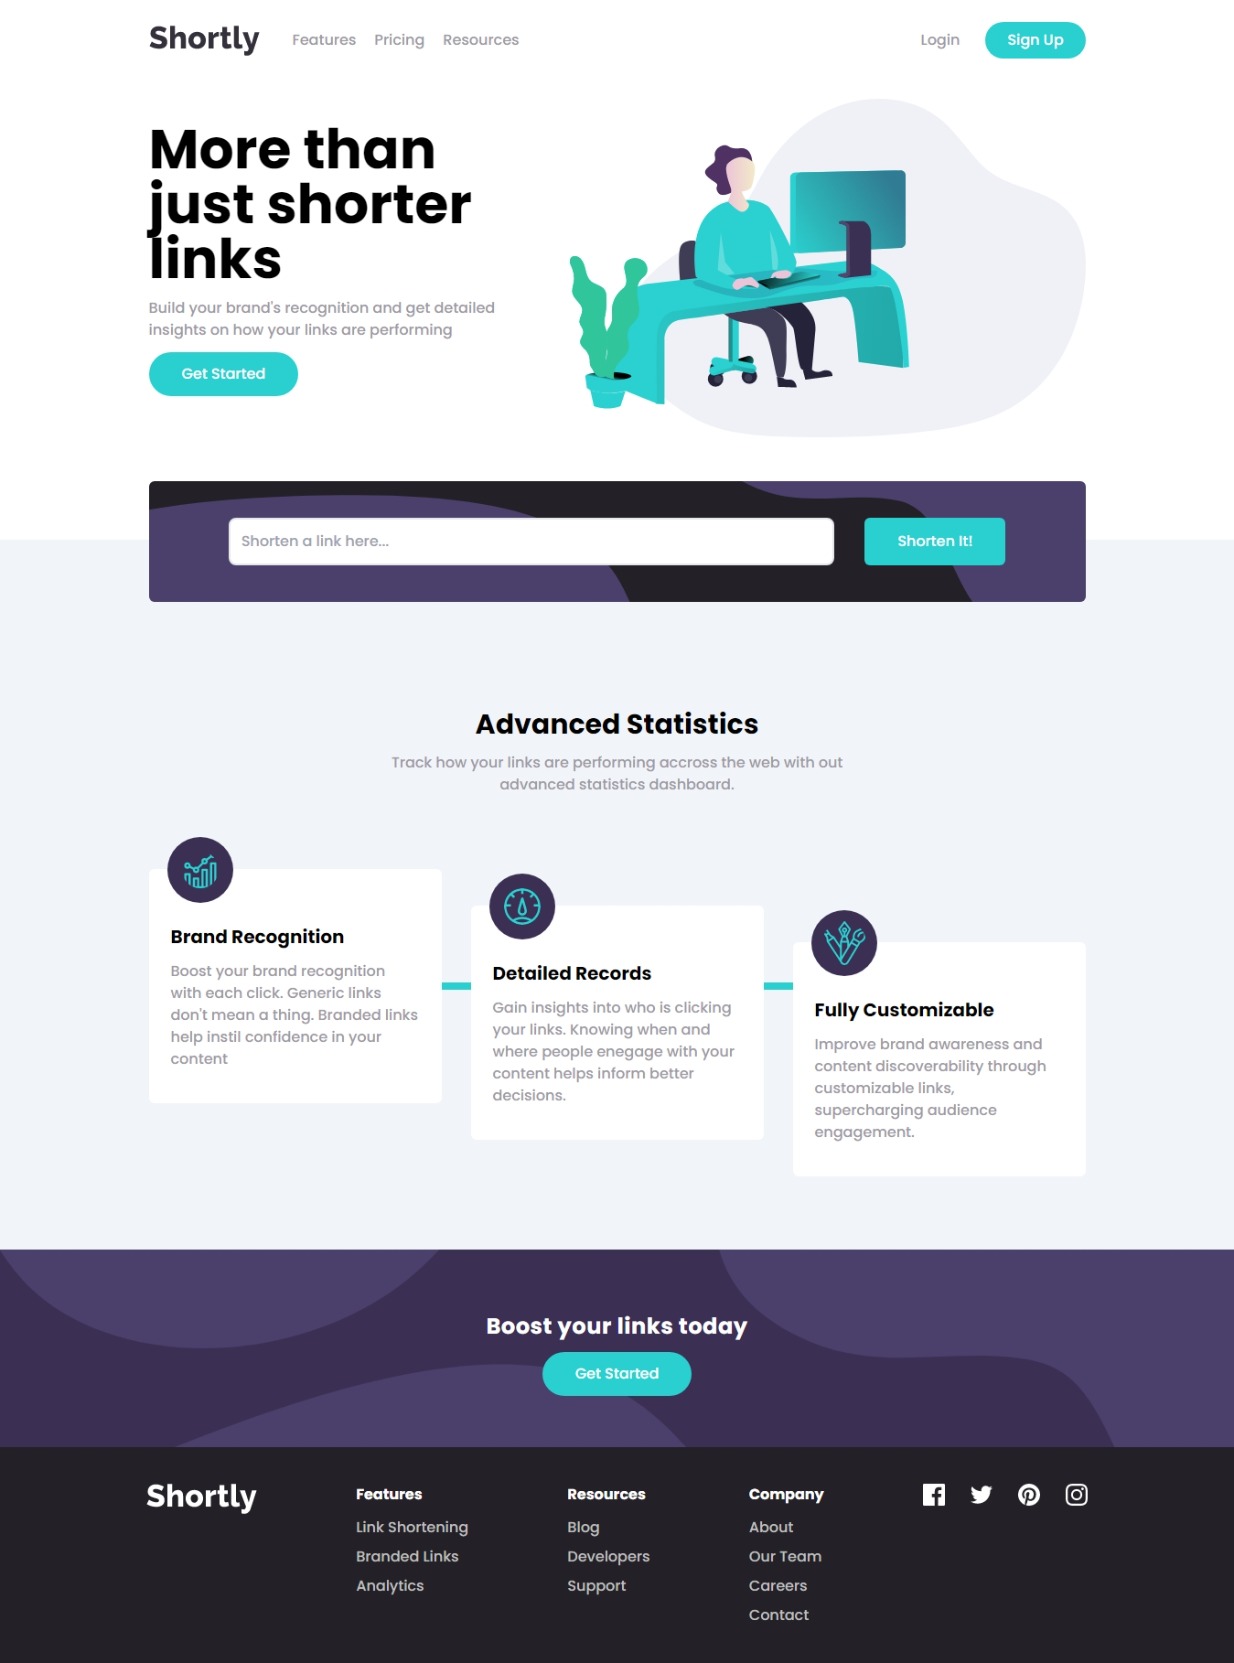 Shortly
Features
Pricing
Resources
Login
Sign Up
More than
just shorter
links
Build your brand's recognition and get detailed
insights on how your links are performing
Get Started
Shorten a link here...
Shorten It!
Advanced Statistics
Track how your links are performing accross the web with out
advanced statistics dashboard.
Brand Recognition
Boost your brand recognition
with each click. Generic links
don't mean a thing. Branded links
help instil confidence in your
content
Detailed Records
Gain insights into who is clicking
your links. Knowing when and
where people enegage with your
content helps inform better
decisions.
Fully Customizable
Improve brand awareness and
content discoverability through
customizable links,
supercharging audience
engagement.
Boost your links today
Get Started
Shortly
Features
Link Shortening
Branded Links
Analytics
Resources
Blog
Developers
Support
Company
About
Our Team
Careers
Contact